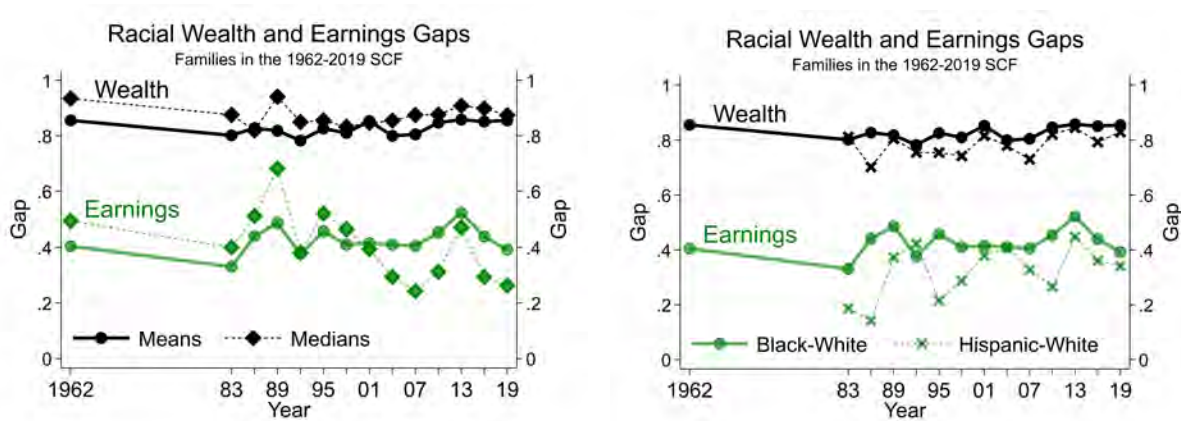 Racial Wealth and Earnings Gaps
Families in the 1962-2019 SCF
1
.8
.6
.4
.2
0
Gap
Wealth
Earnings
Means
Medians
1
.8
.6
.4
.2
0
Gap
1962 83 89 95 01 07 13 19
Year
Racial Wealth and Earnings Gaps
Families in the 1962-2019 SCF
1
.8
.6
.4
.2
0
Gap
Wealth
Earnings
Black-White
Hispanic-White
1
.8
.6
.4
.2
0
Gap
1962 83 89 95 01 07 13 19
Year